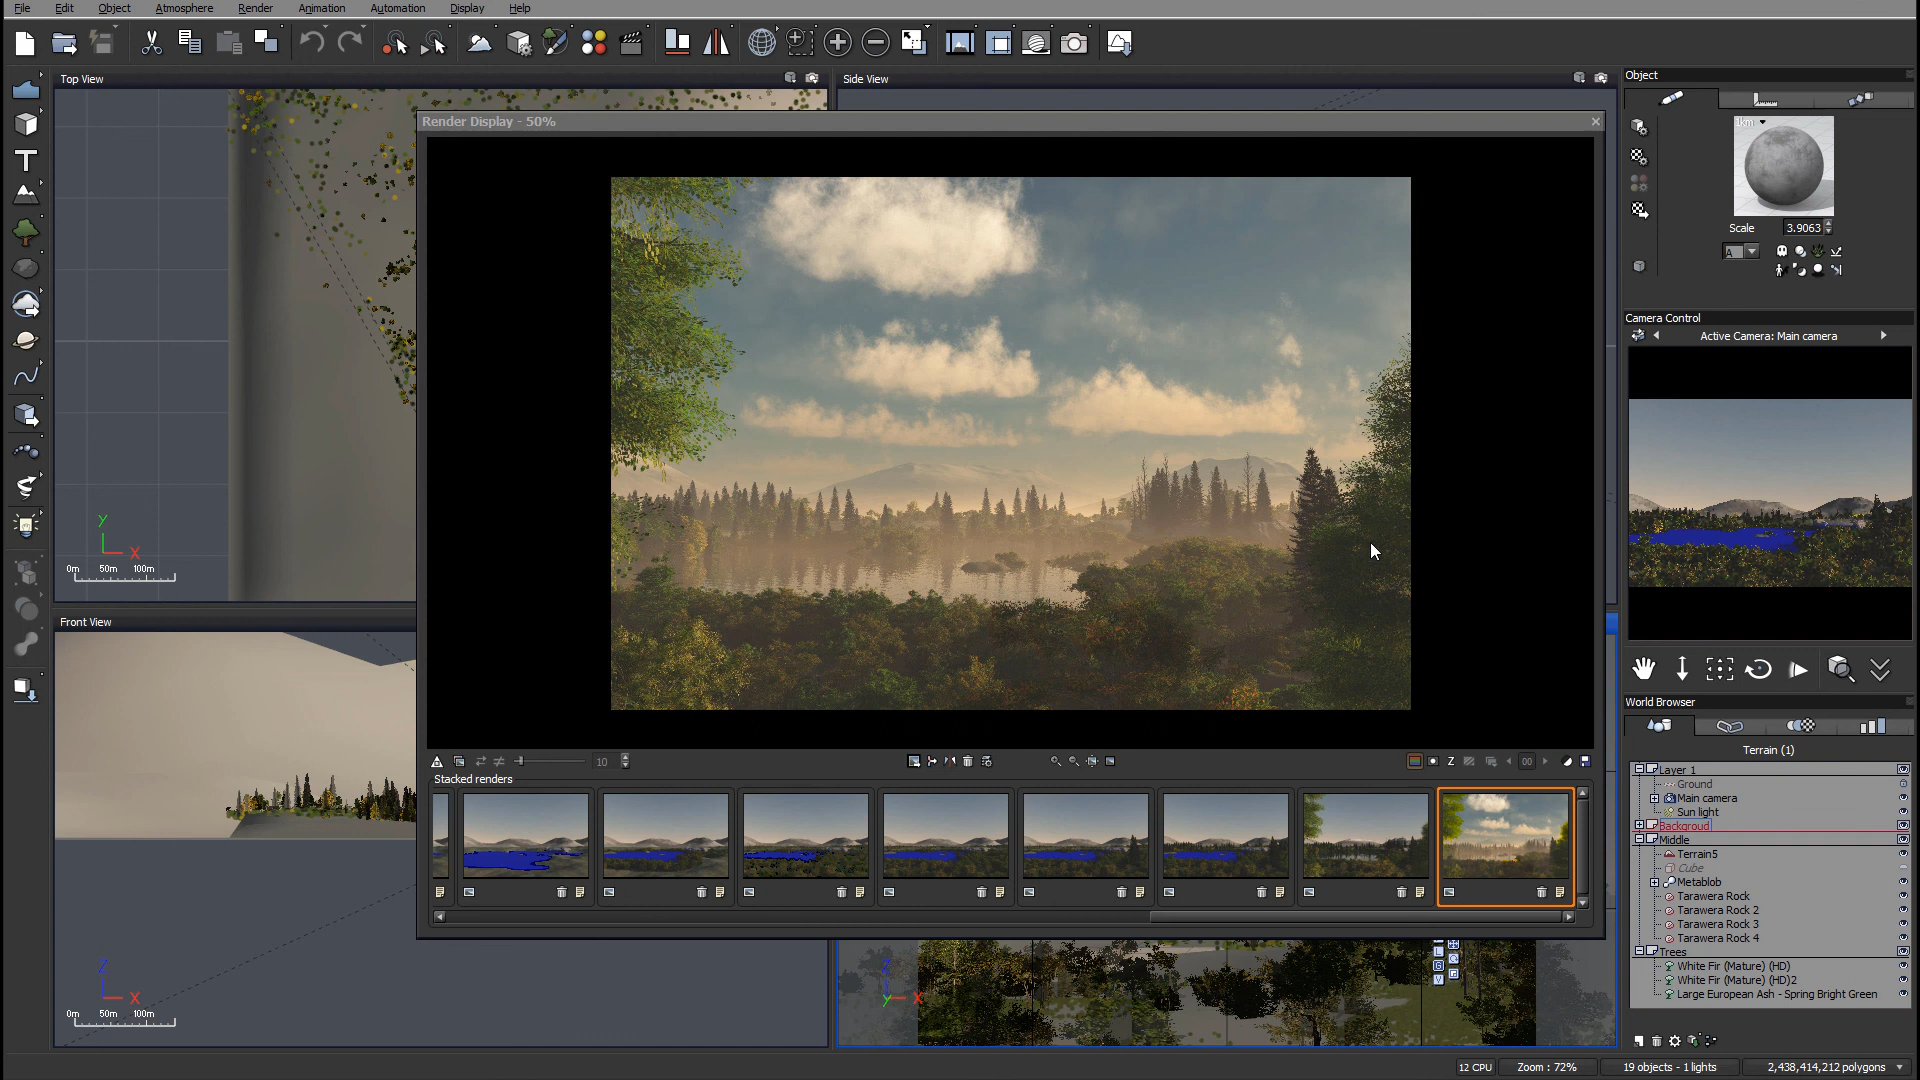 File Edit Object Atmosphere Render Animation Automation Display Help
Top View
Side View
Object
Render Display - 50%
1km
Scale 3.9063
A
Camera Control
Active Camera: Main camera
Y
X
0m 50m 100m
Front View
World Browser
Terrain (1)
10
Z
00
Stacked renders
Layer 1
Ground
Main camera
Sun light
Backgroud
Middle
Terrain5
Cube
Metablob
Tarawera Rock
Tarawera Rock 2
Tarawera Rock 3
Tarawera Rock 4
Trees
White Fir (Mature) (HD)
White Fir (Mature) (HD)2
Large European Ash - Spring Bright Green
Z
X
0m 50m 100m
Z
Y
X
L
G
V
12 CPU Zoom : 72% 19 objects - 1 lights 2,438,414,212 polygons